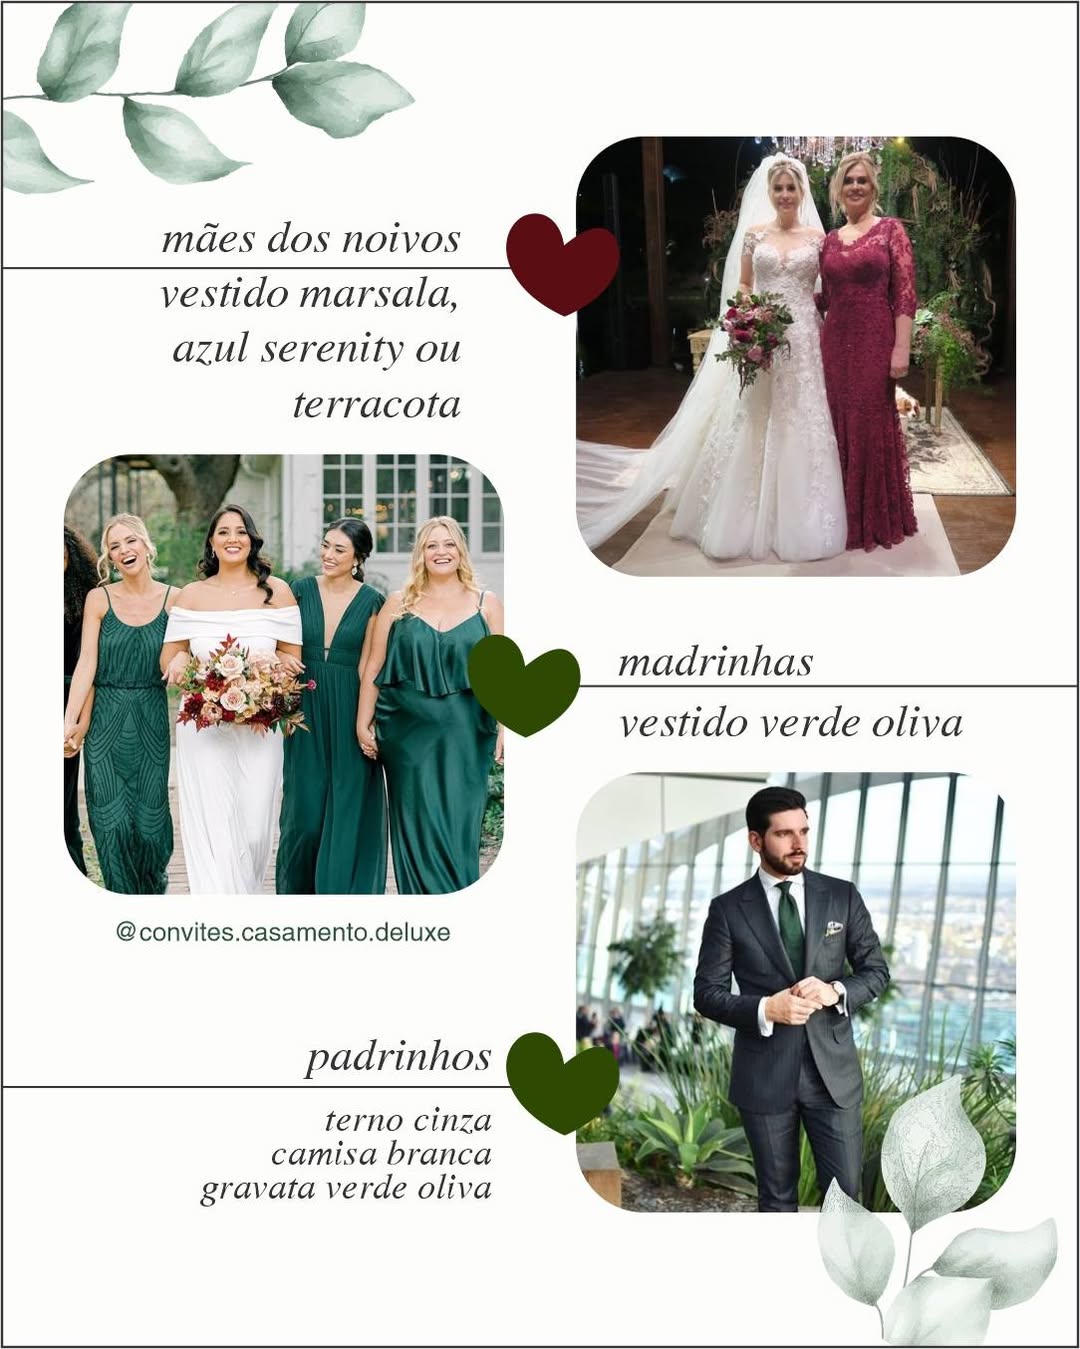 mães dos noivos
vestido marsala,
azul serenity ou
terracota
madrinhas
vestido verde oliva
@convites.casamento.deluxe
padrinhos
terno cinza
camisa branca
gravata verde oliva